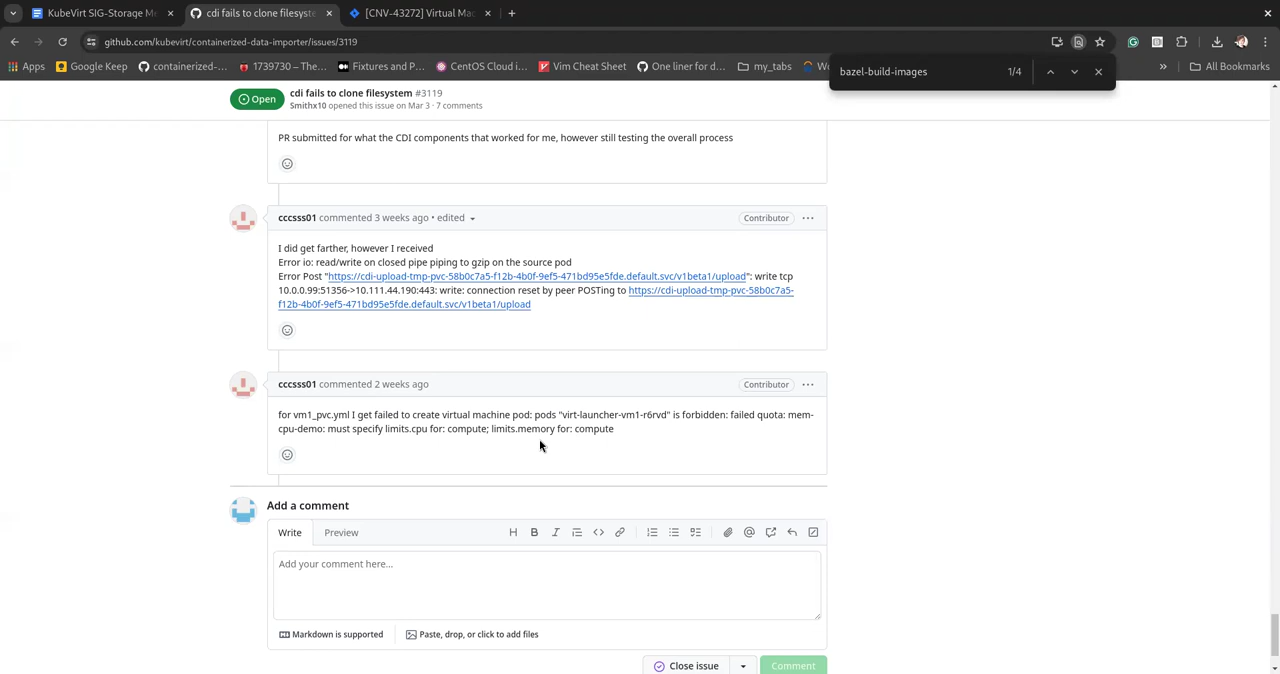 KubeVirt SIG-Storage Me
cdi fails to clone filesyste
[CNV-43272] Virtual Mac
github.com/kubevirt/containerized-data-importer/issues/3119
Apps
Google Keep
containerized-...
1739730 – The...
Fixtures and P...
CentOS Cloud i...
Vim Cheat Sheet
One liner for d...
my_tabs
Wo
»
All Bookmarks
bazel-build-images 1/4
Open
cdi fails to clone filesystem #3119
Smithx10 opened this issue on Mar 3 · 7 comments
PR submitted for what the CDI components that worked for me, however still testing the overall process
cccsss01 commented 3 weeks ago • edited
Contributor
I did get farther, however I received
Error io: read/write on closed pipe piping to gzip on the source pod
Error Post "https://cdi-upload-tmp-pvc-58b0c7a5-f12b-4b0f-9ef5-471bd95e5fde.default.svc/v1beta1/upload": write tcp
10.0.0.99:51356->10.111.44.190:443: write: connection reset by peer POSTing to https://cdi-upload-tmp-pvc-58b0c7a5-
f12b-4b0f-9ef5-471bd95e5fde.default.svc/v1beta1/upload
cccsss01 commented 2 weeks ago
Contributor
for vm1_pvc.yml I get failed to create virtual machine pod: pods "virt-launcher-vm1-r6rvd" is forbidden: failed quota: mem-
cpu-demo: must specify limits.cpu for: compute; limits.memory for: compute
Add a comment
Write
Preview
Add your comment here...
Markdown is supported
Paste, drop, or click to add files
Close issue
Comment